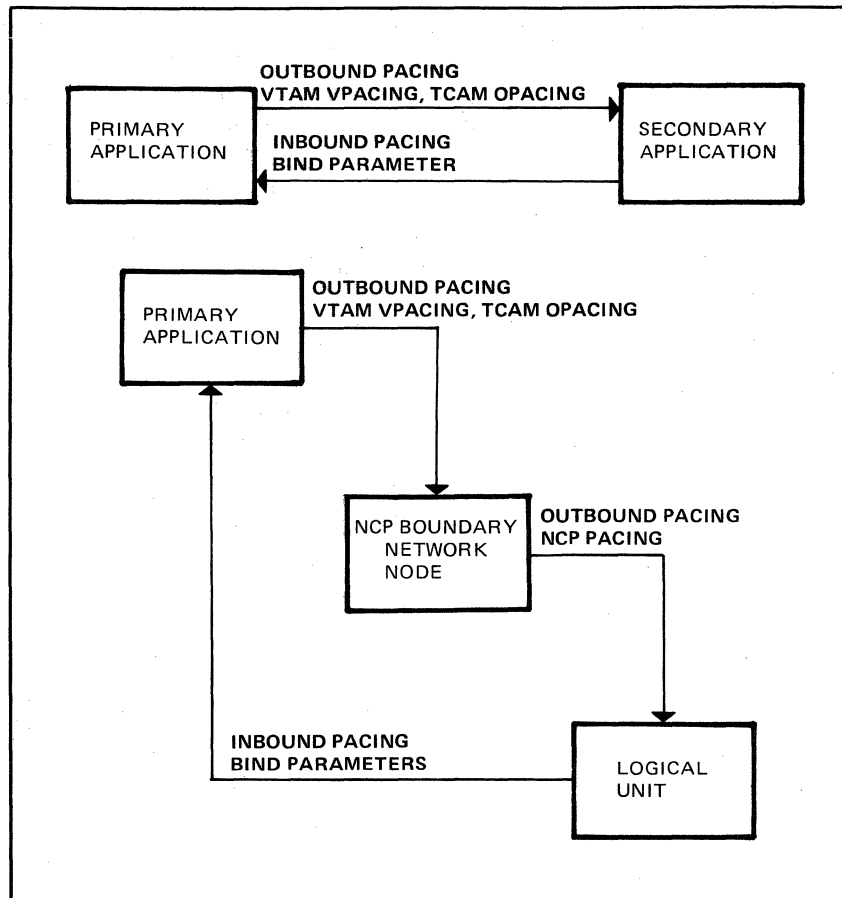 OUTBOUND PACING
VTAM VPACING, TCAM OPACING
PRIMARY
APPLICATION
SECONDARY
APPLICATION
INBOUND PACING
BIND PARAMETER
PRIMARY
APPLICATION
OUTBOUND PACING
VTAM VPACING, TCAM OPACING
NCP BOUNDARY
NETWORK
NODE
OUTBOUND PACING
NCP PACING
INBOUND PACING
BIND PARAMETERS
LOGICAL
UNIT